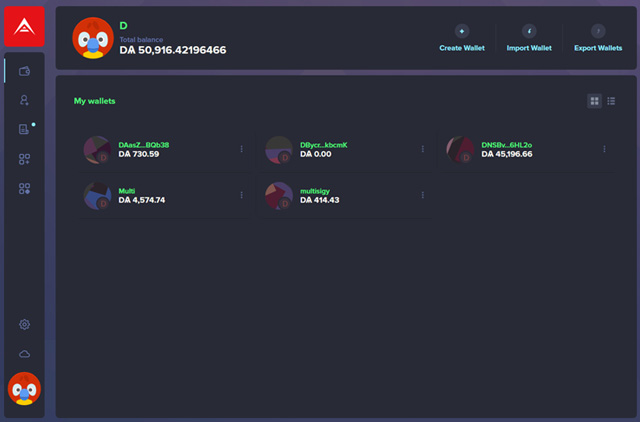 D
Total balance
DѦ 50,916.42196466
Create Wallet
Import Wallet
Export Wallets
My wallets
DAasZ...BQb38
DѦ 730.59
D
DBycr...kbcmK
DѦ 0.00
D
DNSBv...6HL2o
DѦ 45,196.66
D
Multi
DѦ 4,574.74
D
multisigy
DѦ 414.43
D